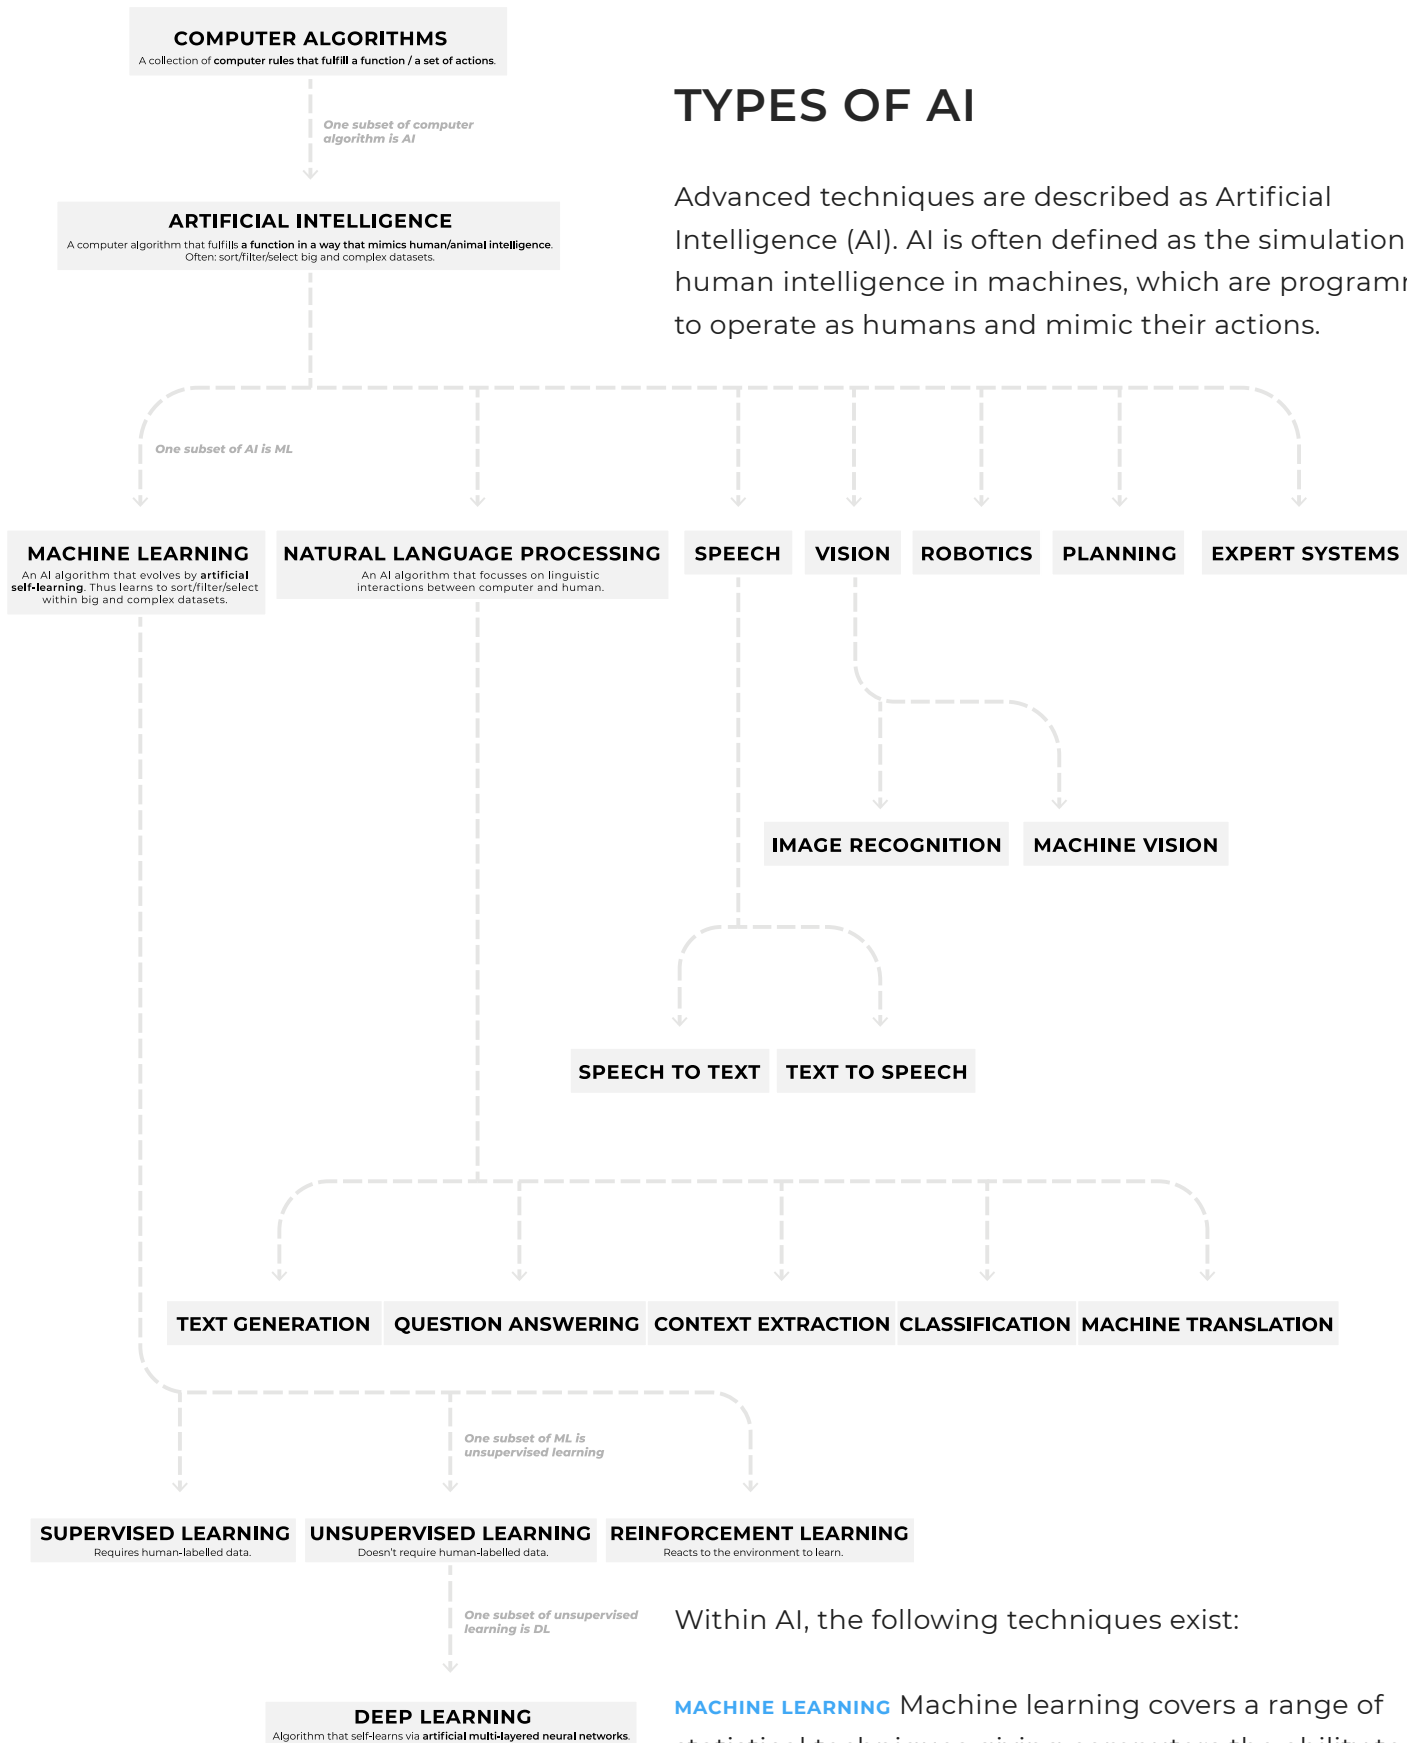 COMPUTER ALGORITHMS
A collection of computer rules that fulfill a function / a set of actions.
TYPES OF AI
One subset of computer
algorithm is AI
Advanced techniques are described as Artificial
Intelligence (AI). AI is often defined as the simulation
human intelligence in machines, which are
to operate as humans and mimic their actions.
ARTIFICIAL INTELLIGENCE
A computer algorithm that fulfills a function in a way that mimics human/animal intelligence.
Often: sort/filter/select big and complex datasets.
One subset of AI is ML
MACHINE LEARNING
An AI algorithm that evolves by artificial
self-learning. Thus learns to sort/filter/select
within big and complex datasets.
NATURAL LANGUAGE PROCESSING
An AI algorithm that focusses on linguistic
interactions between computer and human.
SPEECH
VISION
ROBOTICS
PLANNING
EXPERT SYSTEMS
IMAGE RECOGNITION
MACHINE VISION
SPEECH TO TEXT
TEXT TO SPEECH
TEXT GENERATION
QUESTION ANSWERING
CONTEXT EXTRACTION
CLASSIFICATION
MACHINE TRANSLATION
One subset of ML is
unsupervised learning
SUPERVISED LEARNING
Requires human-labelled data.
UNSUPERVISED LEARNING
Doesn't require human-labelled data.
REINFORCEMENT LEARNING
Reacts to the environment to learn.
One subset of unsupervised
learning is DL
Within AI, the following techniques exist:
DEEP LEARNING
Algorithm that self-learns via artificial multi-layered neural networks.
MACHINE LEARNING Machine learning covers a range of